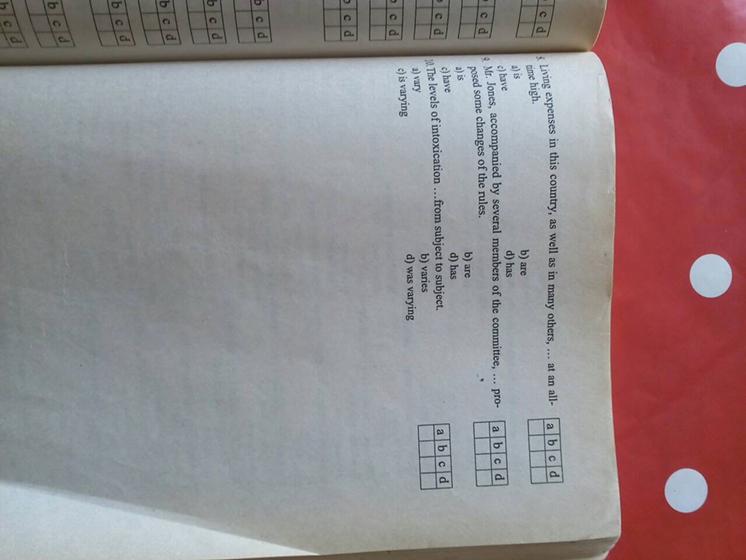 8. Living expenses in this country, as well as in many others, ... at an all-
time high.
a) is b) are
c) have d) has
a b c d
9. Mr. Jones, accompanied by several members of the committee, ... pro-
posed some changes of the rules.
a) is b) are
c) have d) has
a b c d
10. The levels of intoxication ...from subject to subject.
a) vary b) varies
c) is varying d) was varying
a b c d
b c d
b c d
b c d
b c d
b c d
b c d
b c d
b c d
b c d
c d
c d